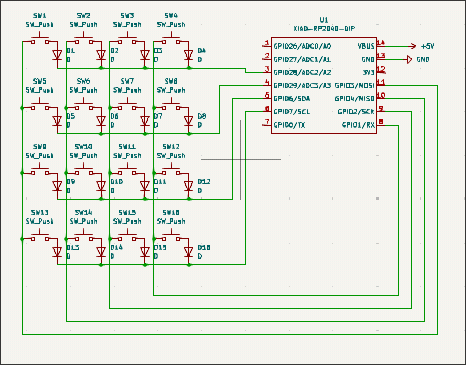 SW1 SW2 SW3 SW4
SW_Push SW_Push SW_Push SW_Push
D1 D2 D3 D4
D D D D
SW5 SW6 SW7 SW8
SW_Push SW_Push SW_Push SW_Push
D5 D6 D7 D8
D D D D
SW9 SW10 SW11 SW12
SW_Push SW_Push SW_Push SW_Push
D9 D10 D11 D12
D D D D
SW13 SW14 SW15 SW16
SW_Push SW_Push SW_Push SW_Push
D13 D14 D15 D16
D D D D
U1
XIAO-RP2040-DIP
1 GPIO26/ADC0/A0 VBUS 14 +5V
2 GPIO27/ADC1/A1 GND 13 GND
3 GPIO28/ADC2/A2 3V3 12
4 GPIO29/ADC3/A3 GPIO3/MOSI 11
5 GPIO6/SDA GPIO4/MISO 10
6 GPIO7/SCL GPIO2/SCK 9
7 GPIO0/TX GPIO1/RX 8